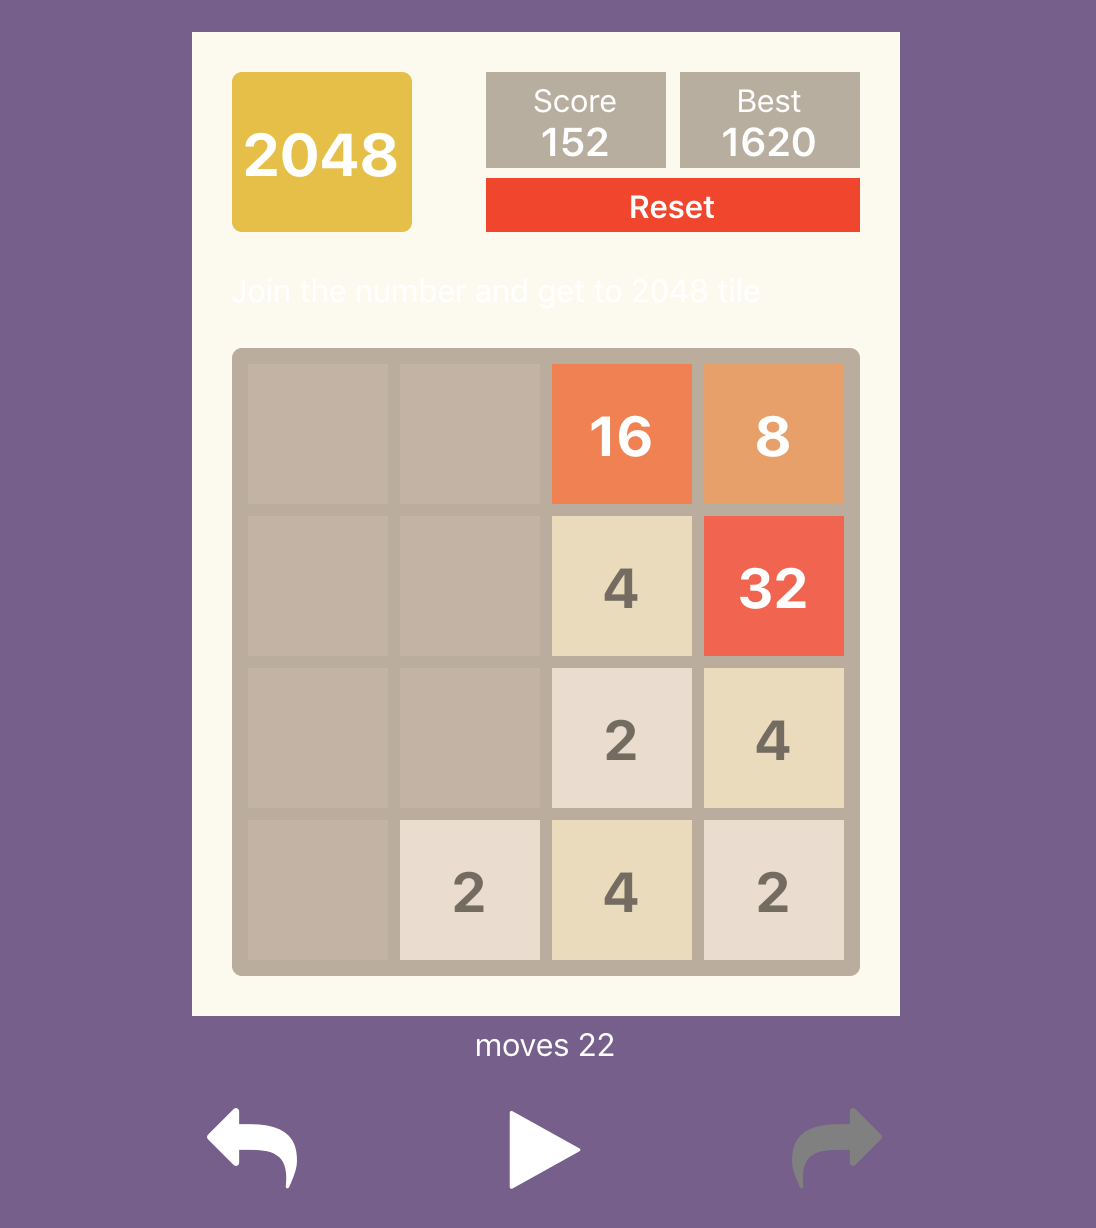 2048
Score
152
Best
1620
Reset
Join the number and get to 2048 tile
16 8
4 32
2 4
2 4 2
moves 22